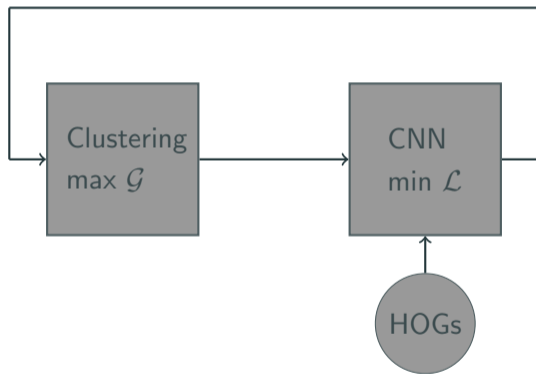 Clustering
max 𝒢
CNN
min ℒ
HOGs